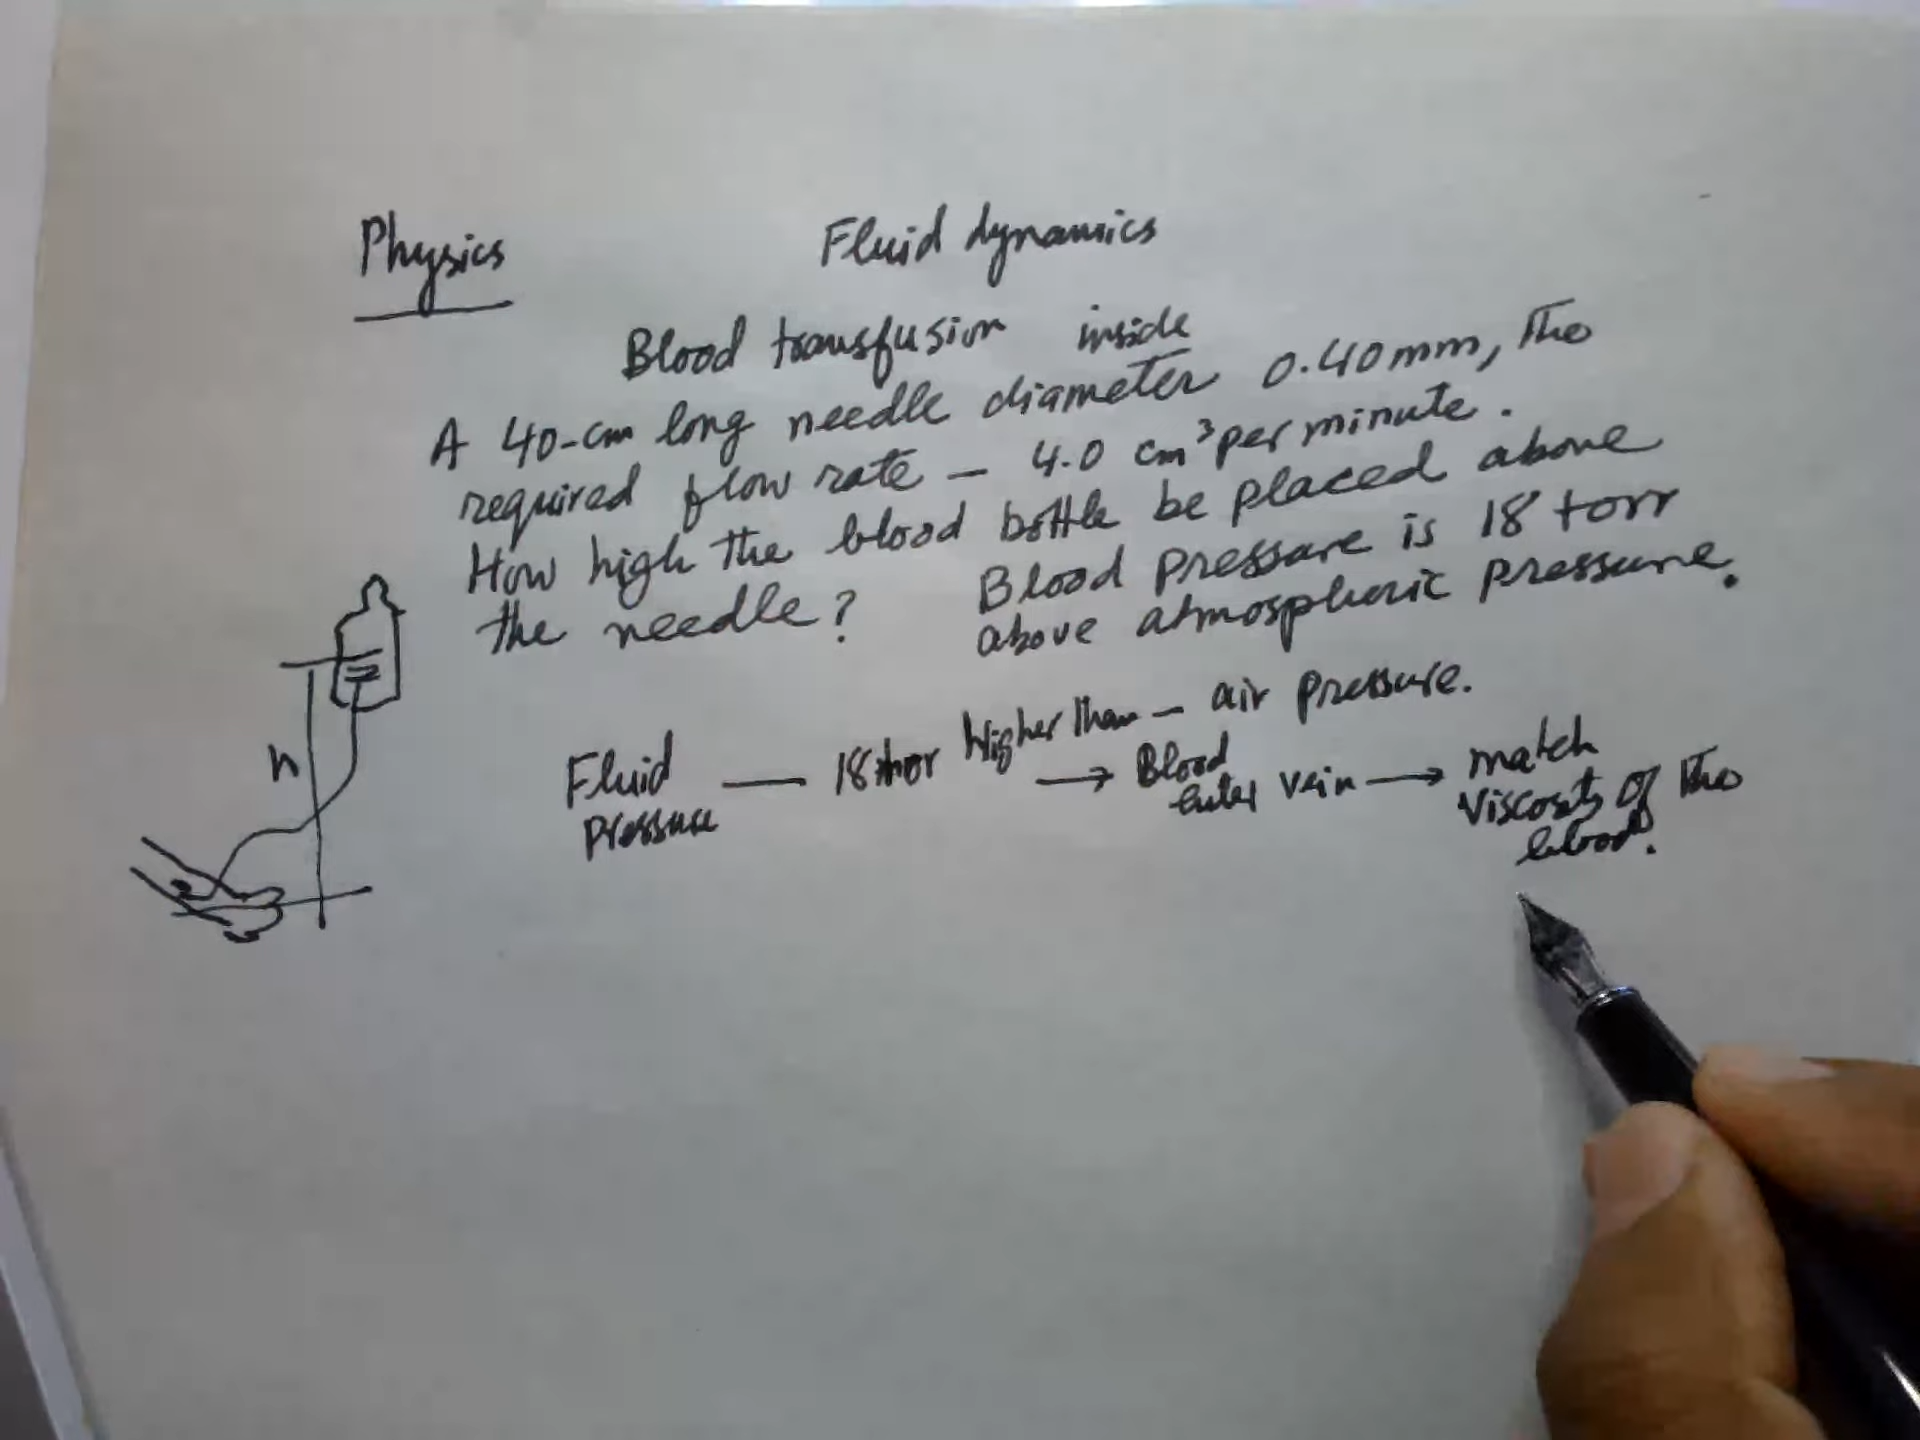 Physics
Fluid dynamics
Blood transfusion
inside
A 40-cm long needle diameter 0.40mm, The
required flow rate - 4.0 cm³ per minute.
How high the blood bottle be placed above
the needle?
Blood pressure is 18 torr
above atmospheric pressure.
h
Fluid Pressure — 18 Higher than - air pressure.
→ Blood enter vein → match
viscosity of the
blood.